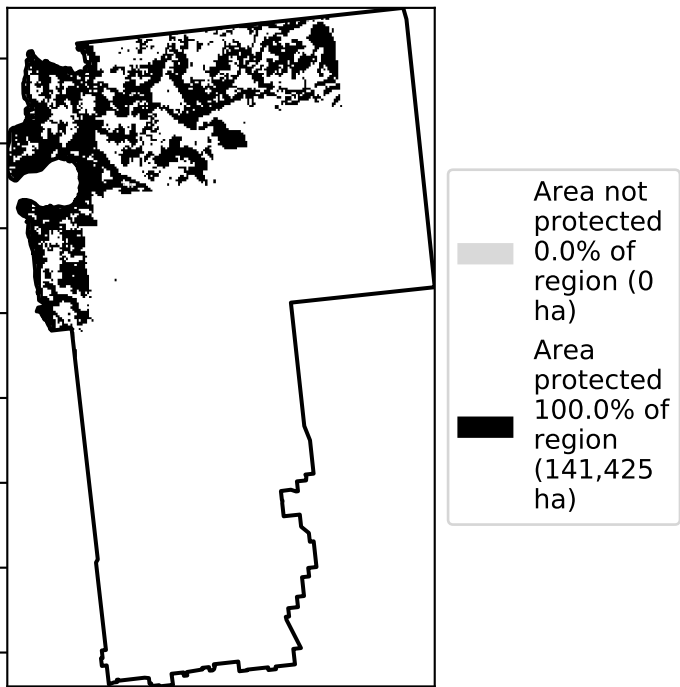 Area not
protected
0.0% of
region (0
ha)
Area
protected
100.0% of
region
(141,425
ha)